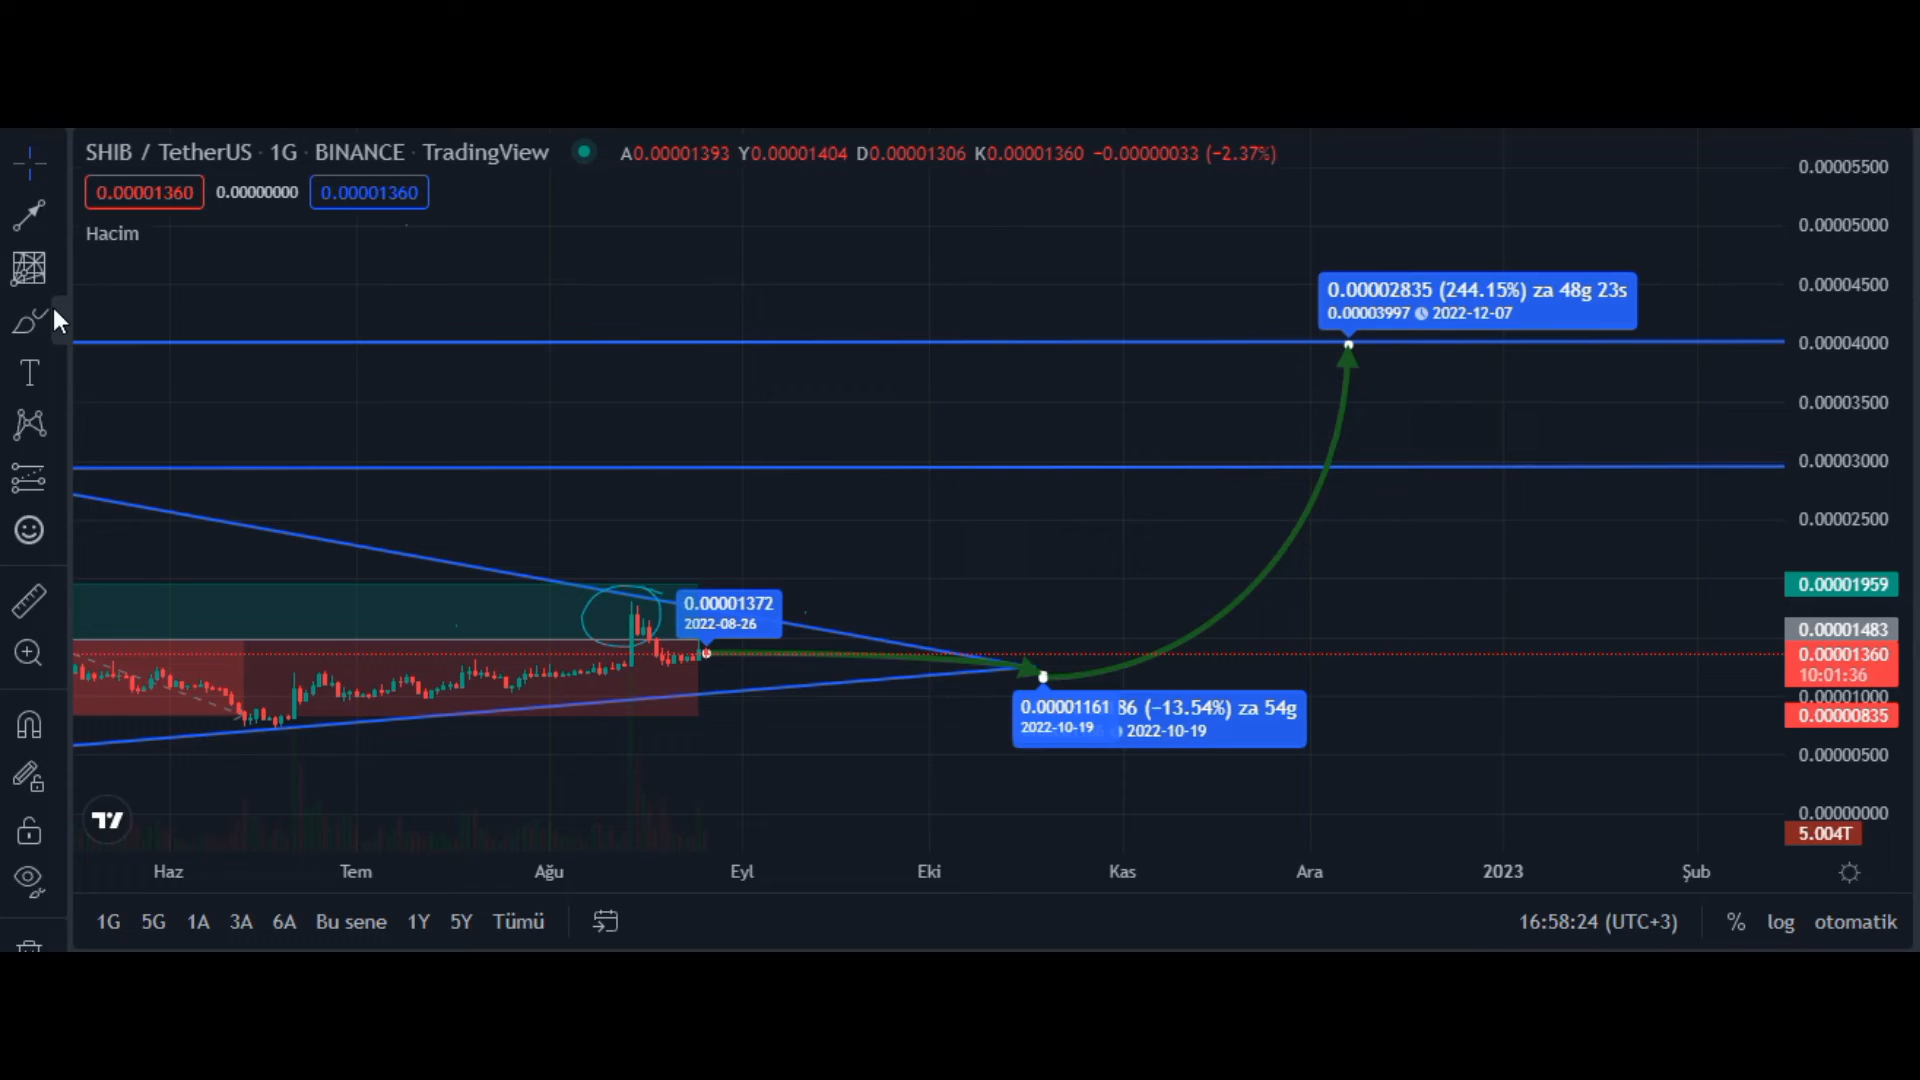 SHIB / TetherUS · 1G · BINANCE · TradingView A0.00001393 Y0.00001404 D0.00001306 K0.00001360 −0.00000033 (−2.37%)
0.00001360 0.00000000 0.00001360
Hacim
0.00005500
0.00005000
0.00004500
0.00004000
0.00003500
0.00003000
0.00002500
0.00001959
0.00001483
0.00001360
10:01:36
0.00001000
0.00000835
0.00000500
0.00000000
5.004T
0.00002835 (244.15%) za 48g 23s
0.00003997 2022-12-07
0.00001372
2022-08-26
0.00001161 86 (−13.54%) za 54g
2022-10-19 2022-10-19
Haz Tem Ağu Eyl Eki Kas Ara 2023 Şub
1G 5G 1A 3A 6A Bu sene 1Y 5Y Tümü 16:58:24 (UTC+3) % log otomatik